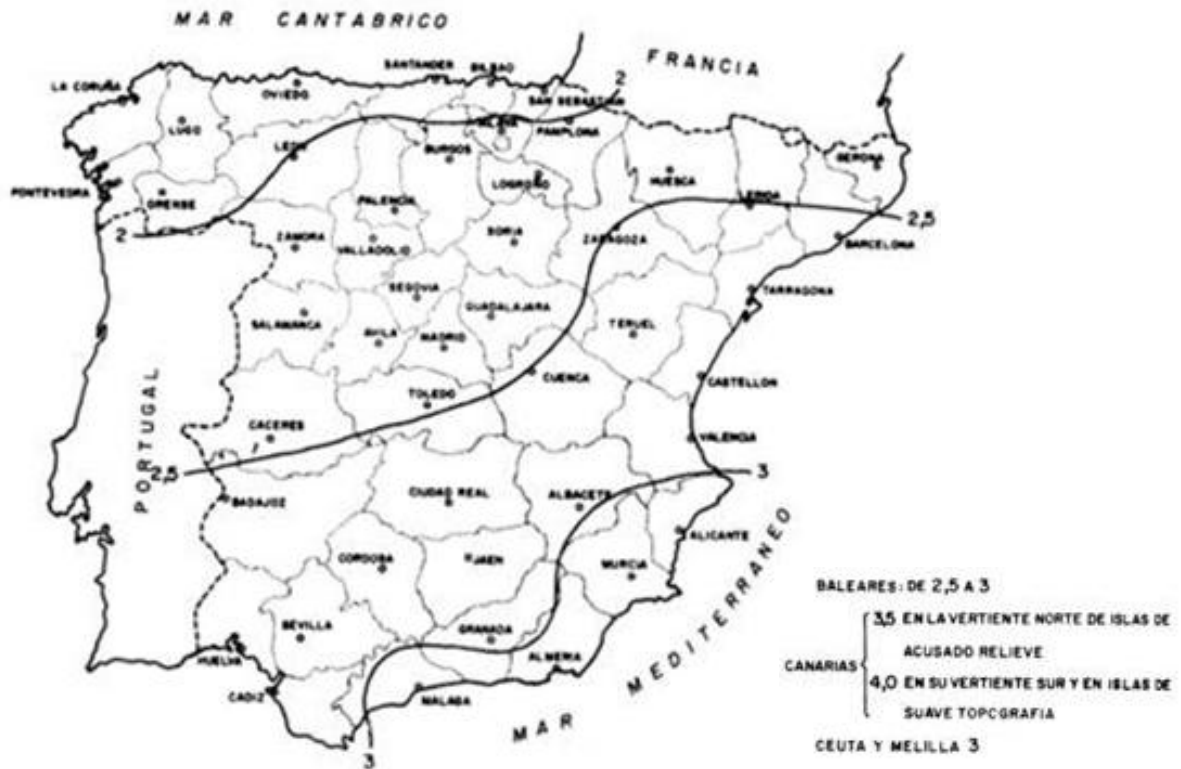 MAR CANTABRICO
FRANCIA
SANTANDER
BILBAO
LA CORUÑA
OVIEDO
SAN SEBASTIAN
2
LUGO
LEON
PAMPLONA
BURGOS
GERONA
PONTEVEDRA
ORENSE
LOGROÑO
HUESCA
PALENCIA
LERIDA
2,5
2
ZAMORA
VALLADOLID
SORIA
ZARAGOZA
BARCELONA
SEGOVIA
TARRAGONA
SALAMANCA
GUADALAJARA
AVILA
MADRID
TERUEL
CUENCA
CASTELLON
TOLEDO
PORTUGAL
CACERES
VALENCIA
2,5
3
BADAJOZ
CIUDAD REAL
ALBACETE
ALICANTE
CORDOBA
JAEN
MURCIA
SEVILLA
GRANADA
HUELVA
ALMERIA
CADIZ
MALAGA
MAR MEDITERRANEO
3
BALEARES: DE 2,5 A 3
CANARIAS
3,5 EN LA VERTIENTE NORTE DE ISLAS DE
ACUSADO RELIEVE
4,0 EN SU VERTIENTE SUR Y EN ISLAS DE
SUAVE TOPOGRAFIA
CEUTA Y MELILLA 3